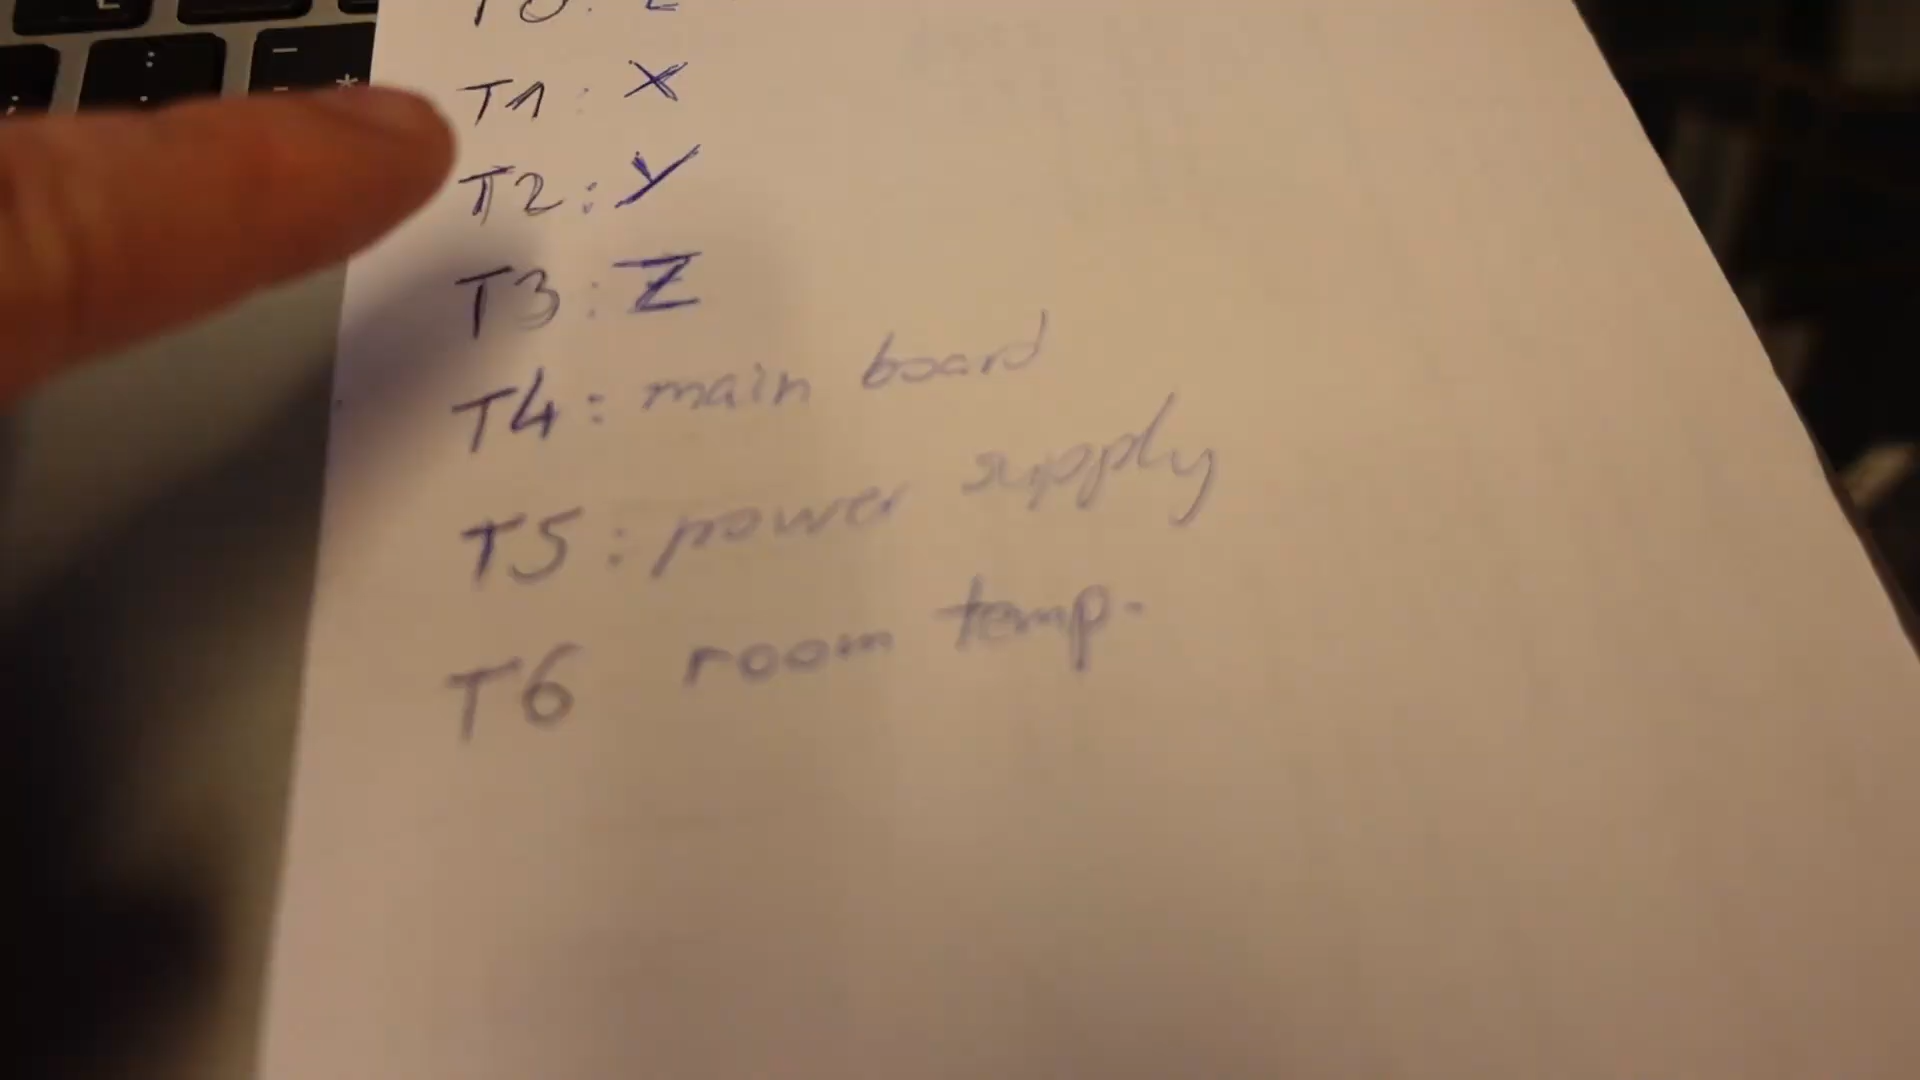 T1: X
T2: Y
T3: Z
T4: main board
T5: power supply
T6 room temp.